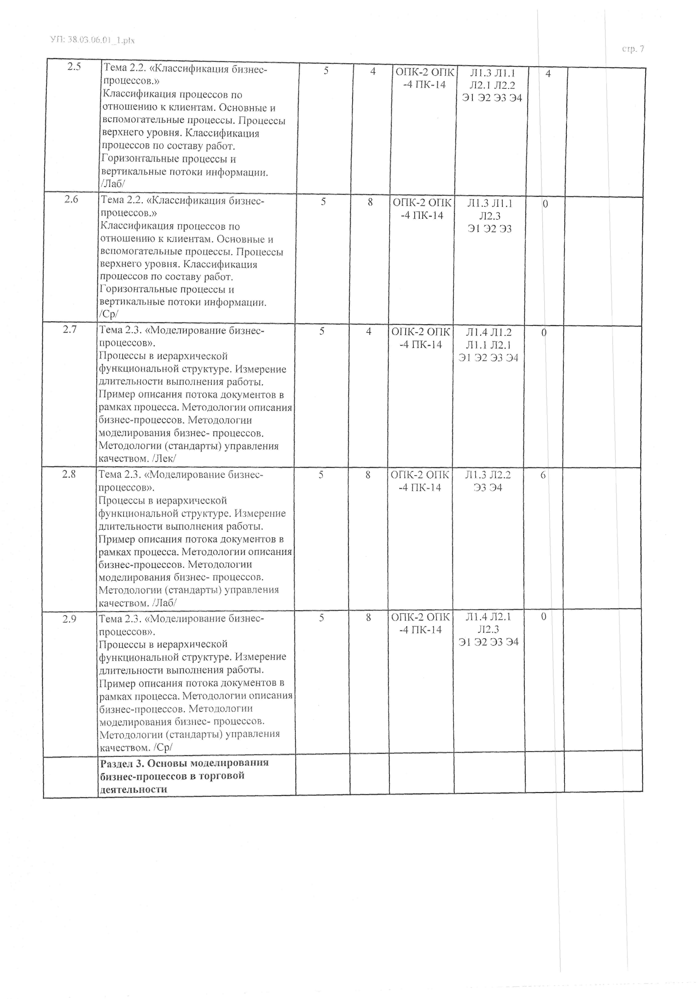 УП: 38.03.06.01_1.plx
стр. 7
2.5
Тема 2.2. «Классификация бизнес-
процессов.»
Классификация процессов по
отношению к клиентам. Основные и
вспомогательные процессы. Процессы
верхнего уровня. Классификация
процессов по составу работ.
Горизонтальные процессы и
вертикальные потоки информации.
/Лаб/
5
4
ОПК-2 ОПК
-4 ПК-14
Л1.3 Л1.1
Л2.1 Л2.2
Э1 Э2 Э3 Э4
4
2.6
Тема 2.2. «Классификация бизнес-
процессов.»
Классификация процессов по
отношению к клиентам. Основные и
вспомогательные процессы. Процессы
верхнего уровня. Классификация
процессов по составу работ.
Горизонтальные процессы и
вертикальные потоки информации.
/Ср/
5
8
ОПК-2 ОПК
-4 ПК-14
Л1.3 Л1.1
Л2.3
Э1 Э2 Э3
0
2.7
Тема 2.3. «Моделирование бизнес-
процессов».
Процессы в иерархической
функциональной структуре. Измерение
длительности выполнения работы.
Пример описания потока документов в
рамках процесса. Методологии описания
бизнес-процессов. Методологии
моделирования бизнес- процессов.
Методологии (стандарты) управления
качеством. /Лек/
5
4
ОПК-2 ОПК
-4 ПК-14
Л1.4 Л1.2
Л1.1 Л2.1
Э1 Э2 Э3 Э4
0
2.8
Тема 2.3. «Моделирование бизнес-
процессов».
Процессы в иерархической
функциональной структуре. Измерение
длительности выполнения работы.
Пример описания потока документов в
рамках процесса. Методологии описания
бизнес-процессов. Методологии
моделирования бизнес- процессов.
Методологии (стандарты) управления
качеством. /Лаб/
5
8
ОПК-2 ОПК
-4 ПК-14
Л1.3 Л2.2
Э3 Э4
6
2.9
Тема 2.3. «Моделирование бизнес-
процессов».
Процессы в иерархической
функциональной структуре. Измерение
длительности выполнения работы.
Пример описания потока документов в
рамках процесса. Методологии описания
бизнес-процессов. Методологии
моделирования бизнес- процессов.
Методологии (стандарты) управления
качеством. /Ср/
5
8
ОПК-2 ОПК
-4 ПК-14
Л1.4 Л2.1
Л2.3
Э1 Э2 Э3 Э4
0
Раздел 3. Основы моделирования
бизнес-процессов в торговой
деятельности